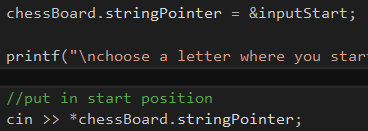 chessBoard.stringPointer = &inputStart;
printf("\nchoose a letter where you star
//put in start position
cin >> *chessBoard.stringPointer;